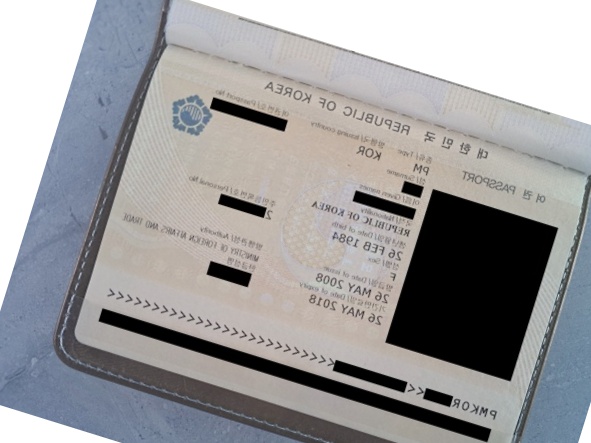 대한민국 REPUBLIC OF KOREA
여권 PASSPORT
종류/Type 발행국/Issuing country 여권번호/Passport No.
PM KOR
성/Surname
이름/Given names
국적/Nationality
REPUBLIC OF KOREA
생년월일/Date of birth 주민등록번호/Personal No.
26 FEB 1984 2
성별/Sex
F
발행관청/Authority
MINISTRY OF FOREIGN AFFAIRS AND TRADE
발급일/Date of issue 한글성명
26 MAY 2008
기간만료일/Date of expiry
26 MAY 2018
PMKOR <<